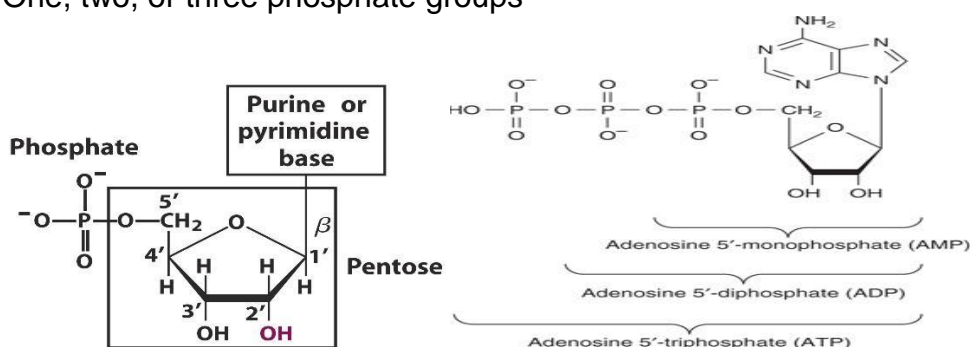 One, two, or three phosphate groups
Purine or
pyrimidine
base
Phosphate
O⁻
⁻O—P—O—CH₂
O
5′
O
β
4′
1′
H
H
H
H
3′
2′
OH
OH
Pentose
NH₂
N
N
N
N
O⁻
O
O⁻
HO—P—O—P—O—P—O—CH₂
O
O⁻
O
O
OH
OH
Adenosine 5′-monophosphate (AMP)
Adenosine 5′-diphosphate (ADP)
Adenosine 5′-triphosphate (ATP)